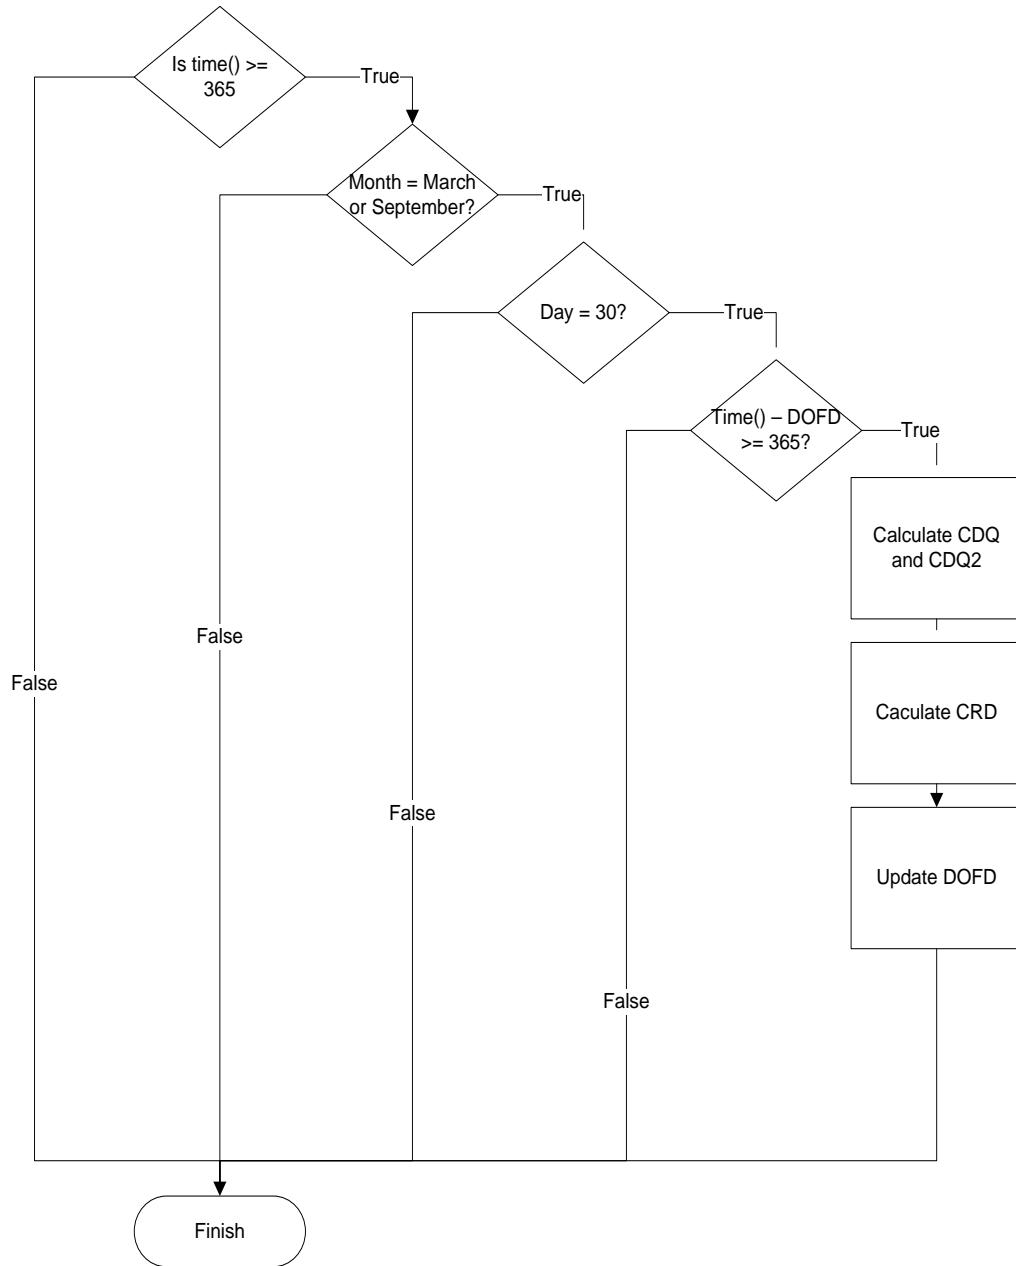 Is time() >=
365
True
Month = March
or September?
True
Day = 30?
True
Time() – DOFD
>= 365?
True
Calculate CDQ
and CDQ2
False
False
Caculate CRD
False
Update DOFD
False
Finish